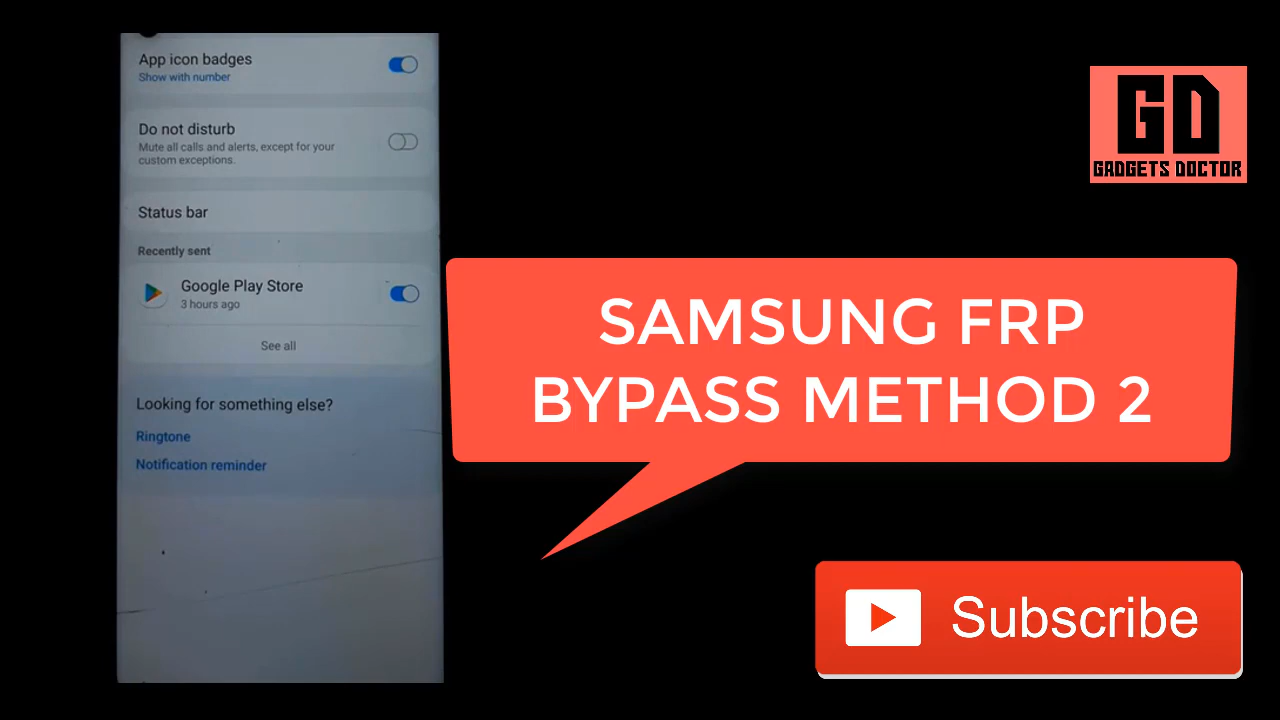 App icon badges
Show with number
Do not disturb
Mute all calls and alerts, except for your
custom exceptions.
Status bar
Recently sent
Google Play Store
3 hours ago
See all
Looking for something else?
Ringtone
Notification reminder
GD
GADGETS DOCTOR
SAMSUNG FRP
BYPASS METHOD 2
Subscribe